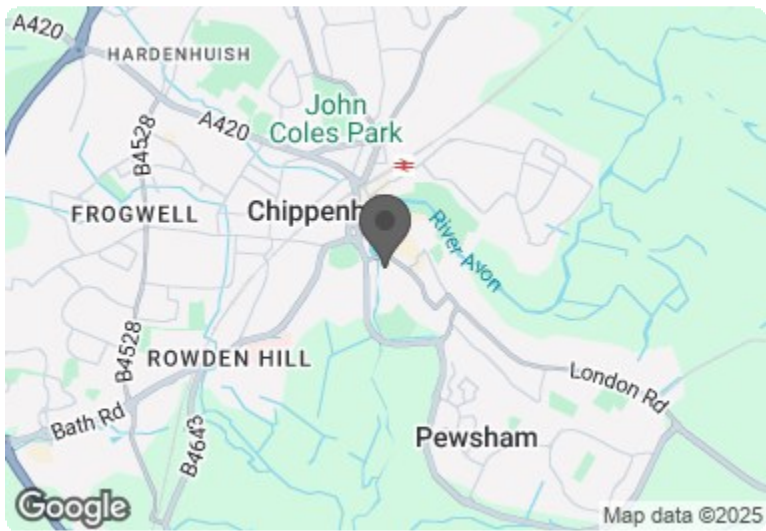 A420
HARDENHUISH
John
Coles Park
A420
B4528
FROGWELL
Chippenh
River Avon
B4528
ROWDEN HILL
London Rd
Bath Rd
B4643
Pewsham
Google
Map data ©2025